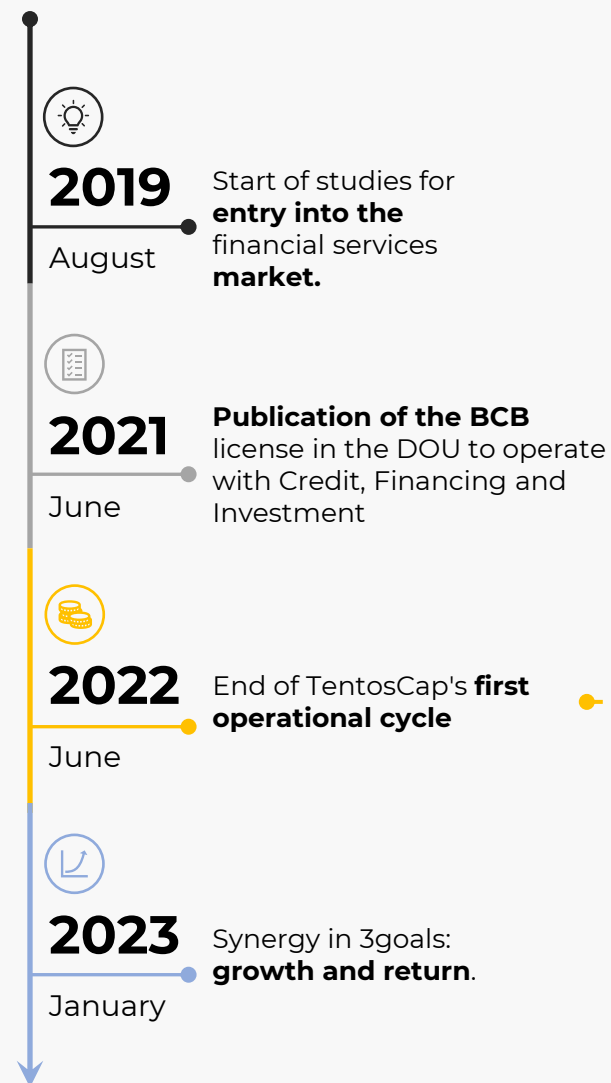 2019
August
Start of studies for
entry into the
financial services
market.
2021
June
Publication of the BCB
license in the DOU to operate
with Credit, Financing and
Investment
2022
June
End of TentosCap's first
operational cycle
2023
January
Synergy in 3goals:
growth and return.